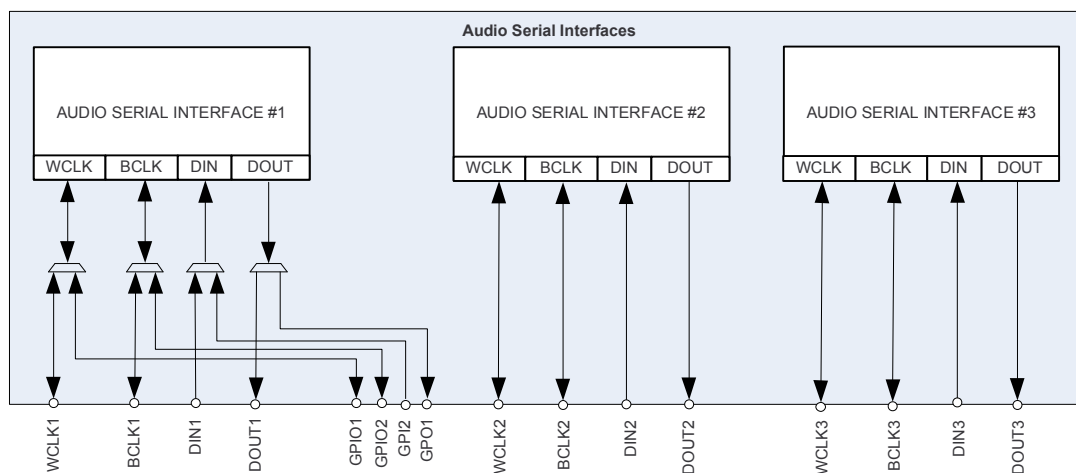 Audio Serial Interfaces
AUDIO SERIAL INTERFACE #1
WCLK BCLK DIN DOUT
AUDIO SERIAL INTERFACE #2
WCLK BCLK DIN DOUT
AUDIO SERIAL INTERFACE #3
WCLK BCLK DIN DOUT
WCLK1
BCLK1
DIN1
DOUT1
GPIO1
GPIO2
GPI2
GPO1
WCLK2
BCLK2
DIN2
DOUT2
WCLK3
BCLK3
DIN3
DOUT3